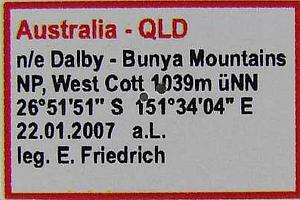 Australia - QLD
n/e Dalby - Bunya Mountains
NP, West Cott 1039m üNN
26°51'51" S 151°34'04" E
22.01.2007 a.L.
leg. E. Friedrich